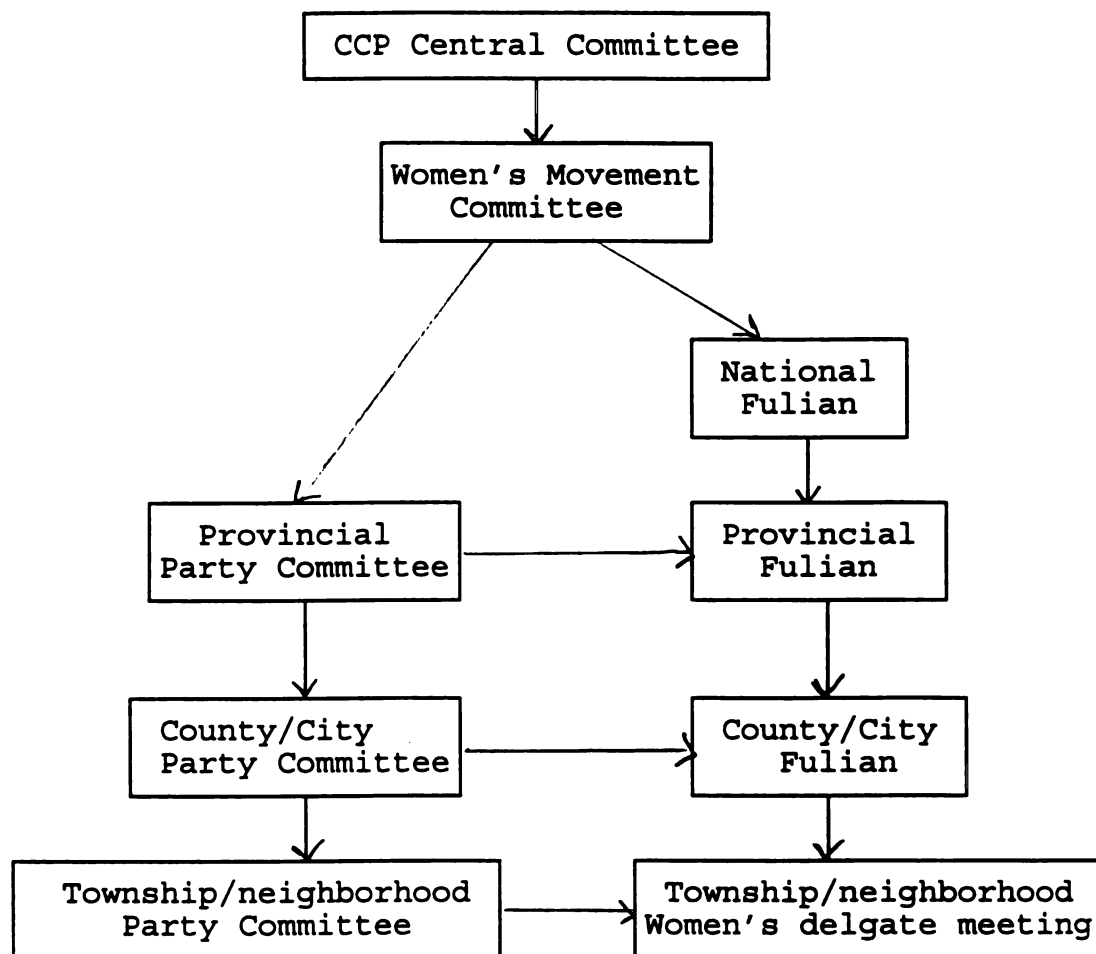 CCP Central Committee
Women's Movement
Committee
National
Fulian
Provincial
Party Committee
Provincial
Fulian
County/City
Party Committee
County/City
Fulian
Township/neighborhood
Party Committee
Township/neighborhood
Women's delgate meeting